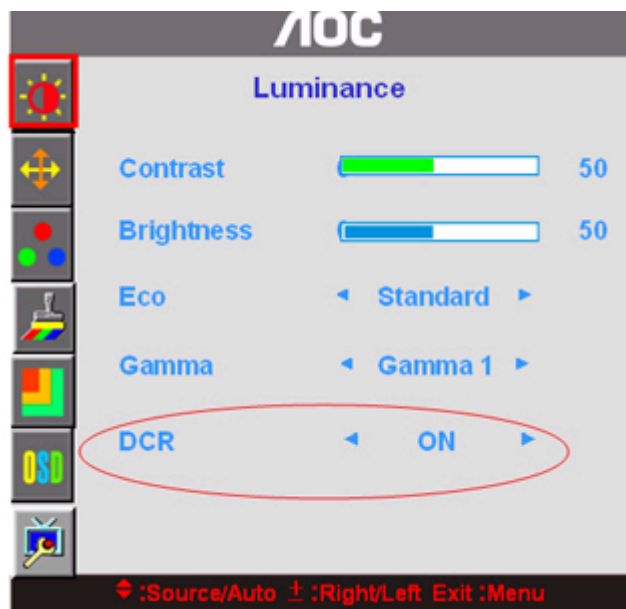 AOC
Luminance
Contrast 50
Brightness 50
Eco Standard
Gamma Gamma 1
DCR ON
OSD
:Source/Auto ± :Right/Left Exit :Menu